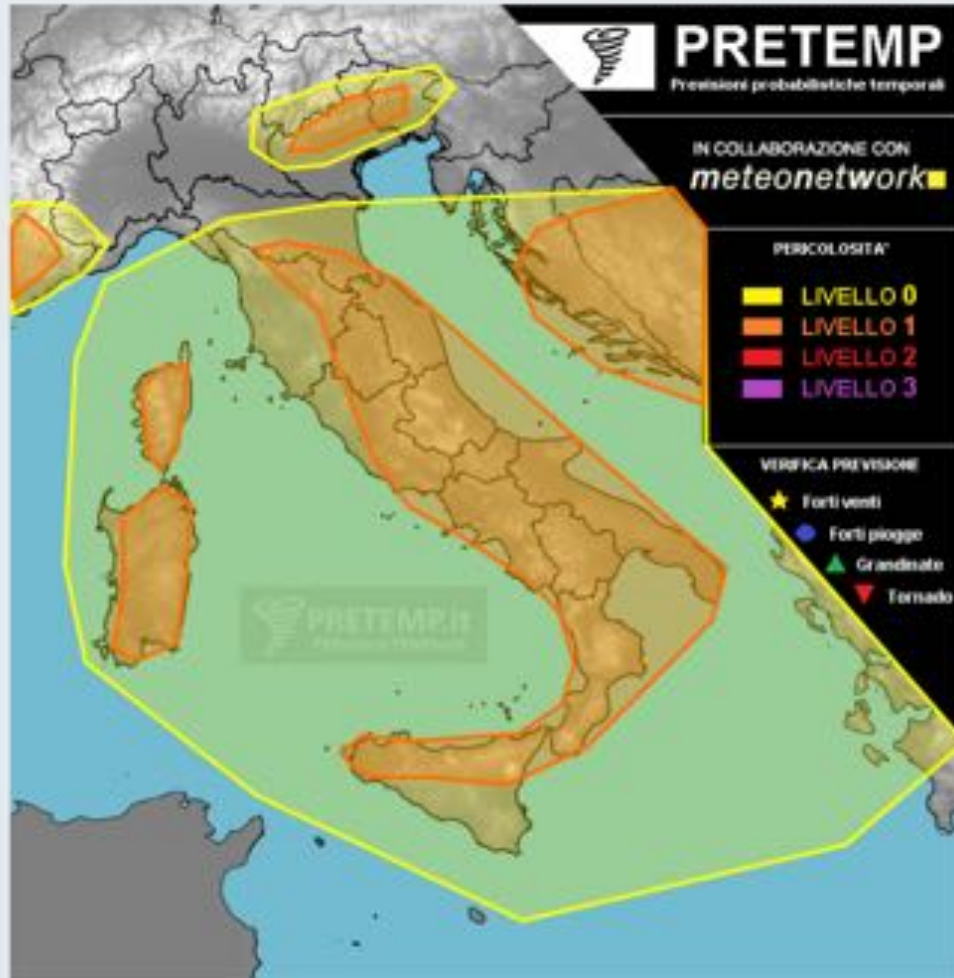 PRETEMP
Previsioni probabilistiche temporali
IN COLLABORAZIONE CON
meteonetwork
PERICOLOSITA'
LIVELLO 0
LIVELLO 1
LIVELLO 2
LIVELLO 3
VERIFICA PREVISIONE
Forti venti
Forti piogge
Grandinate
Tornado
PRETEMP.it